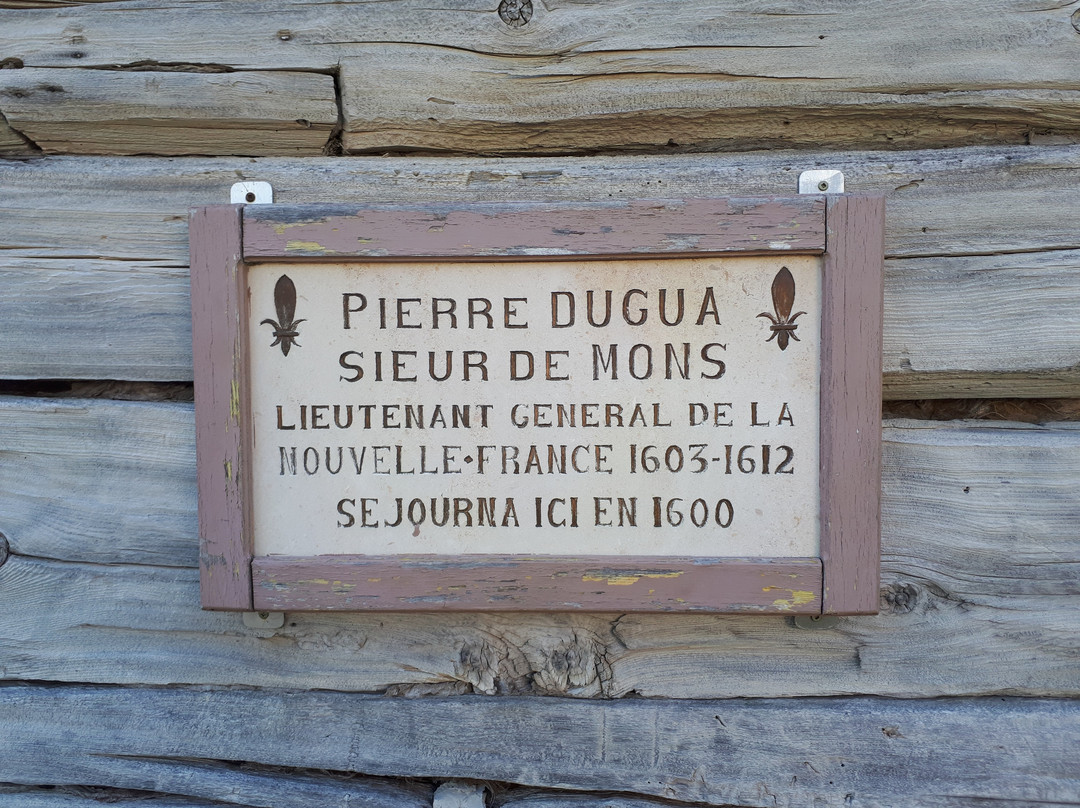 PIERRE DUGUA
SIEUR DE MONS
LIEUTENANT GENERAL DE LA
NOUVELLE-FRANCE 1603-1612
SEJOURNA ICI EN 1600